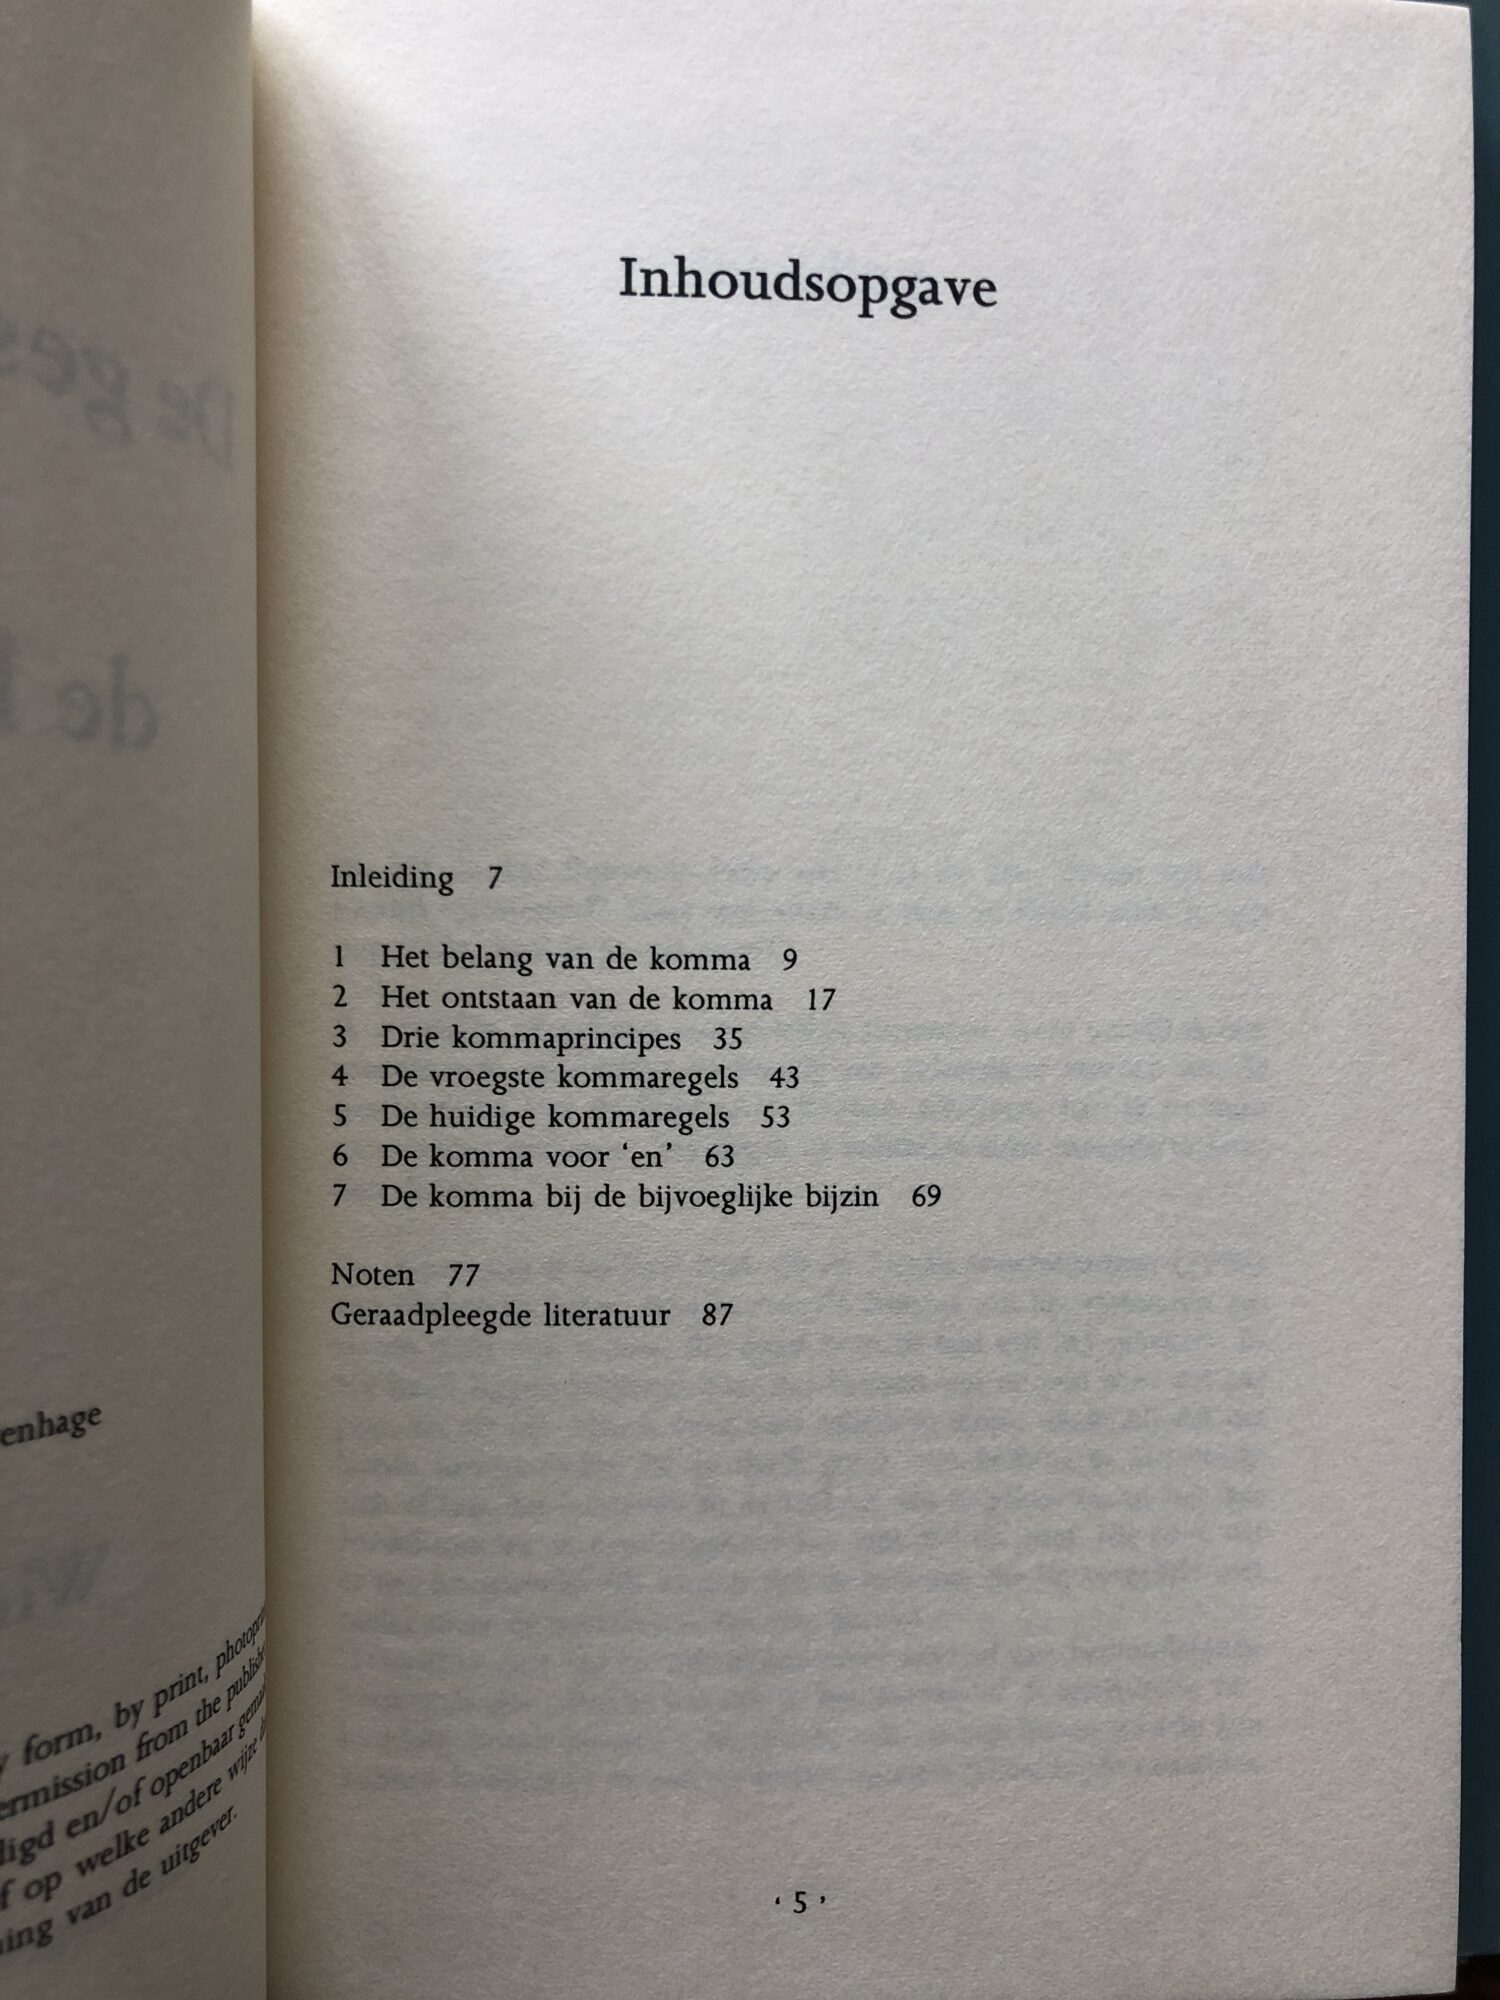 enhage
form, by print,
from the
en/of openbaar
op welke andere wijze
van de uitgever.
Inhoudsopgave
Inleiding 7
1 Het belang van de komma 9
2 Het ontstaan van de komma 17
3 Drie kommaprincipes 35
4 De vroegste kommaregels 43
5 De huidige kommaregels 53
6 De komma voor ‘en’ 63
7 De komma bij de bijvoeglijke bijzin 69
Noten 77
Geraadpleegde literatuur 87
‘ 5 ’